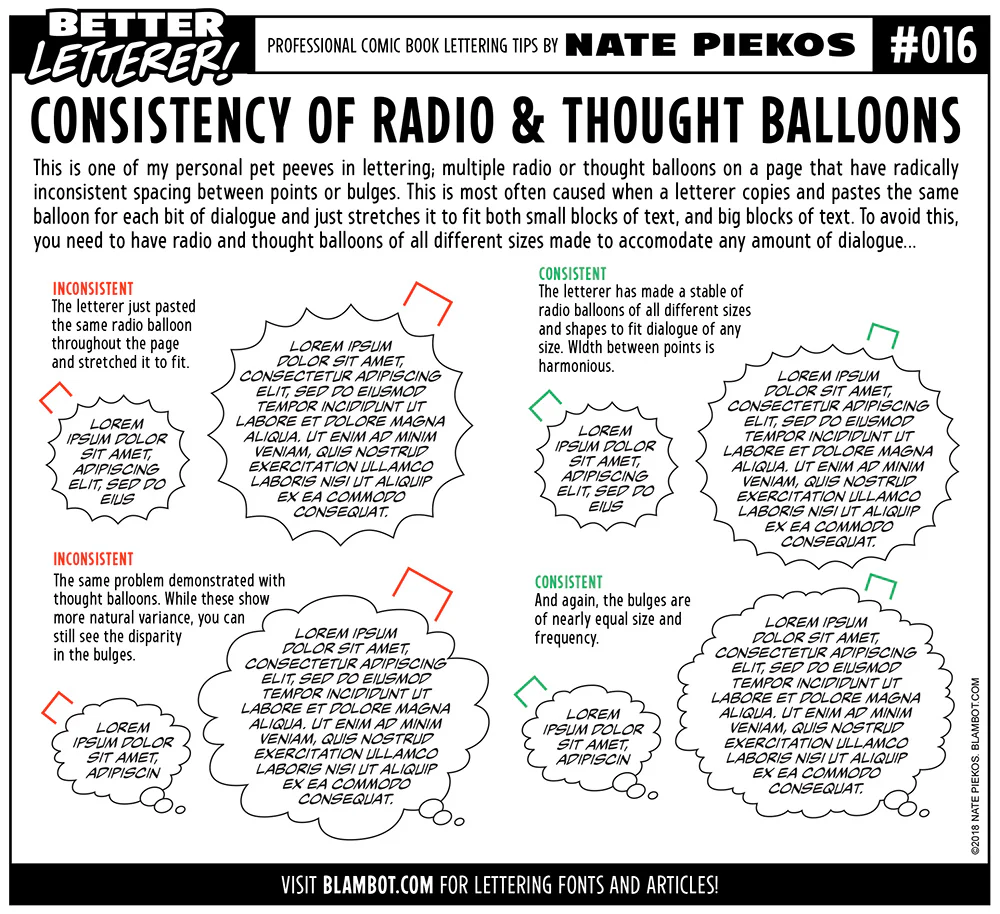 BETTER
LETTERER!
PROFESSIONAL COMIC BOOK LETTERING TIPS BY NATE PIEKOS
#016
CONSISTENCY OF RADIO & THOUGHT BALLOONS
This is one of my personal pet peeves in lettering; multiple radio or thought balloons on a page that have radically
inconsistent spacing between points or bulges. This is most often caused when a letterer copies and pastes the same
balloon for each bit of dialogue and just stretches it to fit both small blocks of text, and big blocks of text. To avoid this,
you need to have radio and thought balloons of all different sizes made to accomodate any amount of dialogue...
INCONSISTENT
The letterer just pasted
the same radio balloon
throughout the page
and stretched it to fit.
LOREM
IPSUM DOLOR
SIT AMET,
ADIPISCING
ELIT, SED DO
EIUS
LOREM IPSUM
DOLOR SIT AMET,
CONSECTETUR ADIPISCING
ELIT, SED DO EIUSMOD
TEMPOR INCIDIDUNT UT
LABORE ET DOLORE MAGNA
ALIQUA. UT ENIM AD MINIM
VENIAM, QUIS NOSTRUD
EXERCITATION ULLAMCO
LABORIS NISI UT ALIQUIP
EX EA COMMODO
CONSEQUAT.
CONSISTENT
The letterer has made a stable of
radio balloons of all different sizes
and shapes to fit dialogue of any
size. WIdth between points is
harmonious.
LOREM
IPSUM DOLOR
SIT AMET,
ADIPISCING
ELIT, SED DO
EIUS
LOREM IPSUM
DOLOR SIT AMET,
CONSECTETUR ADIPISCING
ELIT, SED DO EIUSMOD
TEMPOR INCIDIDUNT UT
LABORE ET DOLORE MAGNA
ALIQUA. UT ENIM AD MINIM
VENIAM, QUIS NOSTRUD
EXERCITATION ULLAMCO
LABORIS NISI UT ALIQUIP
EX EA COMMODO
CONSEQUAT.
INCONSISTENT
The same problem demonstrated with
thought balloons. While these show
more natural variance, you can
still see the disparity
in the bulges.
LOREM
IPSUM DOLOR
SIT AMET,
ADIPISCIN
LOREM IPSUM
DOLOR SIT AMET,
CONSECTETUR ADIPISCING
ELIT, SED DO EIUSMOD
TEMPOR INCIDIDUNT UT
LABORE ET DOLORE MAGNA
ALIQUA. UT ENIM AD MINIM
VENIAM, QUIS NOSTRUD
EXERCITATION ULLAMCO
LABORIS NISI UT ALIQUIP
EX EA COMMODO
CONSEQUAT.
CONSISTENT
And again, the bulges are
of nearly equal size and
frequency.
LOREM
IPSUM DOLOR
SIT AMET,
ADIPISCIN
LOREM IPSUM
DOLOR SIT AMET,
CONSECTETUR ADIPISCING
ELIT, SED DO EIUSMOD
TEMPOR INCIDIDUNT UT
LABORE ET DOLORE MAGNA
ALIQUA. UT ENIM AD MINIM
VENIAM, QUIS NOSTRUD
EXERCITATION ULLAMCO
LABORIS NISI UT ALIQUIP
EX EA COMMODO
CONSEQUAT.
©2018 NATE PIEKOS. BLAMBOT.COM
VISIT BLAMBOT.COM FOR LETTERING FONTS AND ARTICLES!